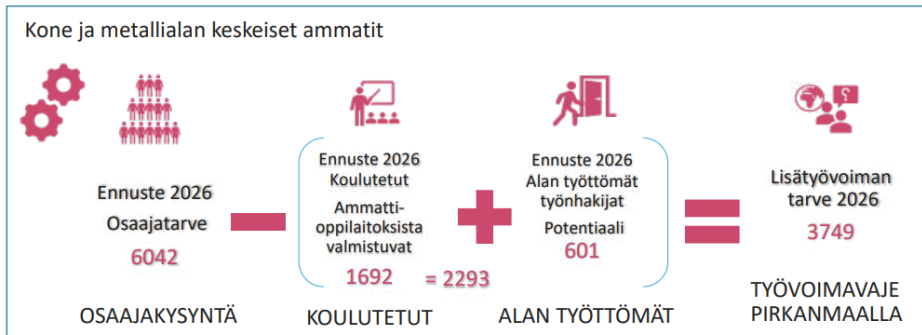 Kone ja metallialan keskeiset ammatit
Ennuste 2026
Osaajatarve
6042
OSAAJAKYSYNTÄ
Ennuste 2026
Koulutetut
Ammatti-
oppilaitoksista
valmistuvat
1692 = 2293
KOULUTETUT
Ennuste 2026
Alan työttömät
työnhakijat
Potentiaali
601
ALAN TYÖTTÖMÄT
Lisätyövoiman
tarve 2026
3749
TYÖVOIMAVAJE
PIRKANMAALLA